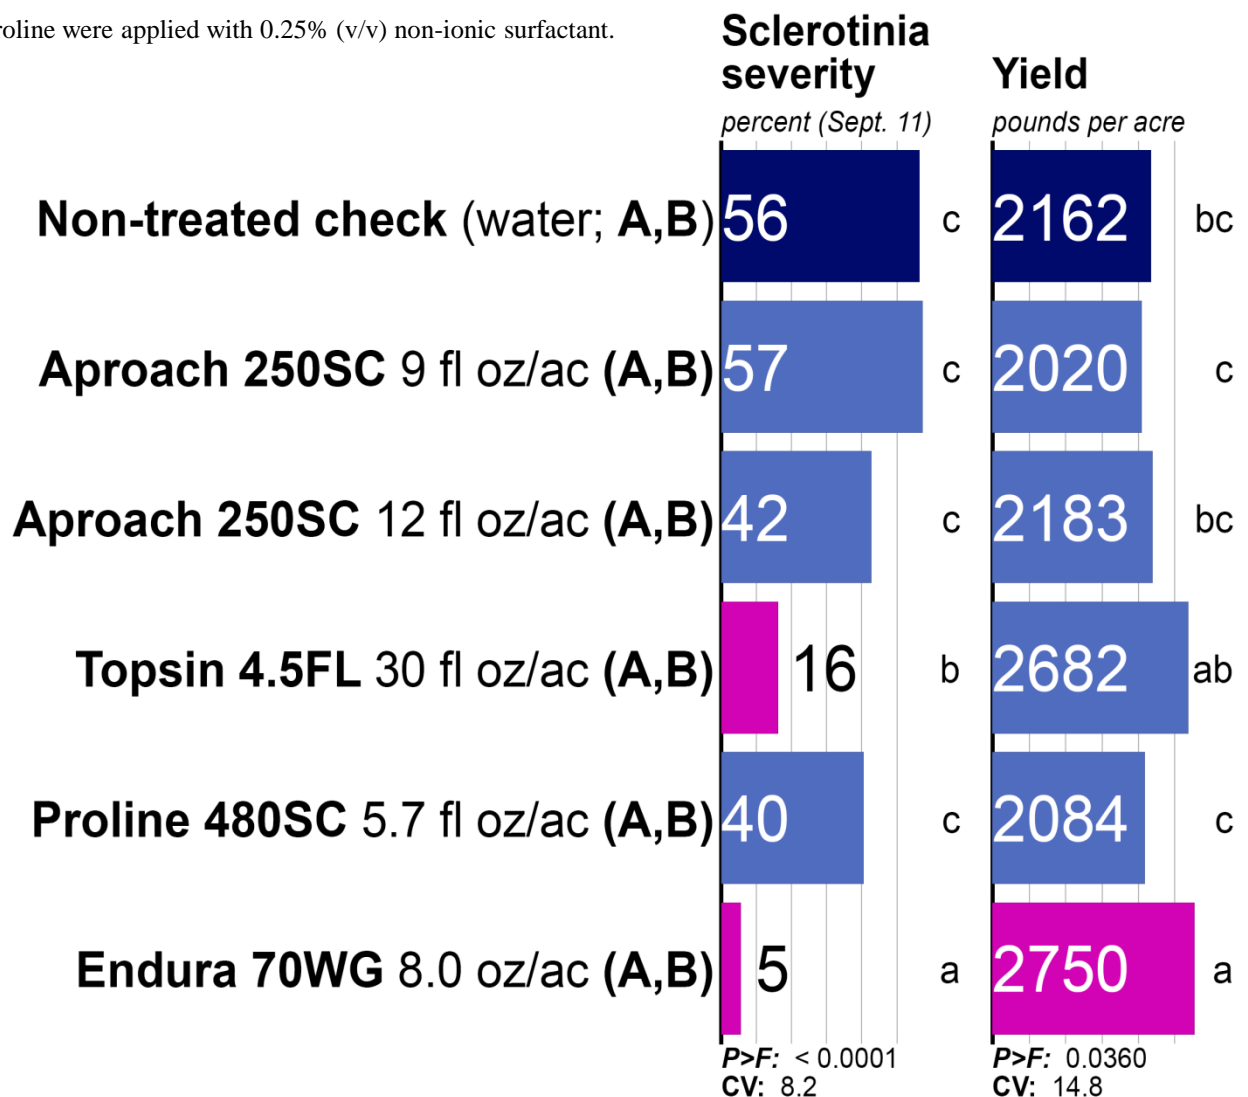 roline were applied with 0.25% (v/v) non-ionic surfactant.
Sclerotinia
severity
Yield
percent (Sept. 11)
pounds per acre
Non-treated check (water; A,B) 56 c 2162 bc
Aproach 250SC 9 fl oz/ac (A,B) 57 c 2020 c
Aproach 250SC 12 fl oz/ac (A,B) 42 c 2183 bc
Topsin 4.5FL 30 fl oz/ac (A,B) 16 b 2682 ab
Proline 480SC 5.7 fl oz/ac (A,B) 40 c 2084 c
Endura 70WG 8.0 oz/ac (A,B) 5 a 2750 a
P>F: < 0.0001
CV: 8.2
P>F: 0.0360
CV: 14.8